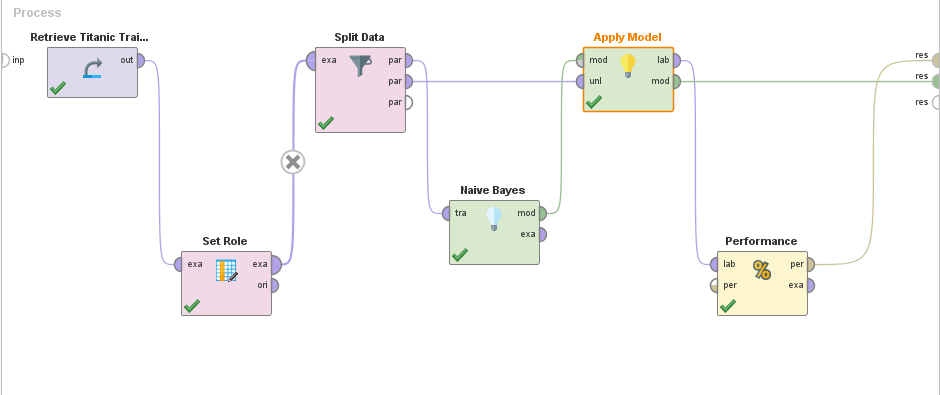 Process
inp
Retrieve Titanic Trai...
out
Set Role
exa
exa
ori
Split Data
exa
par
par
par
Naive Bayes
tra
mod
exa
Apply Model
mod
lab
unl
mod
Performance
lab
%
per
per
exa
res
res
res